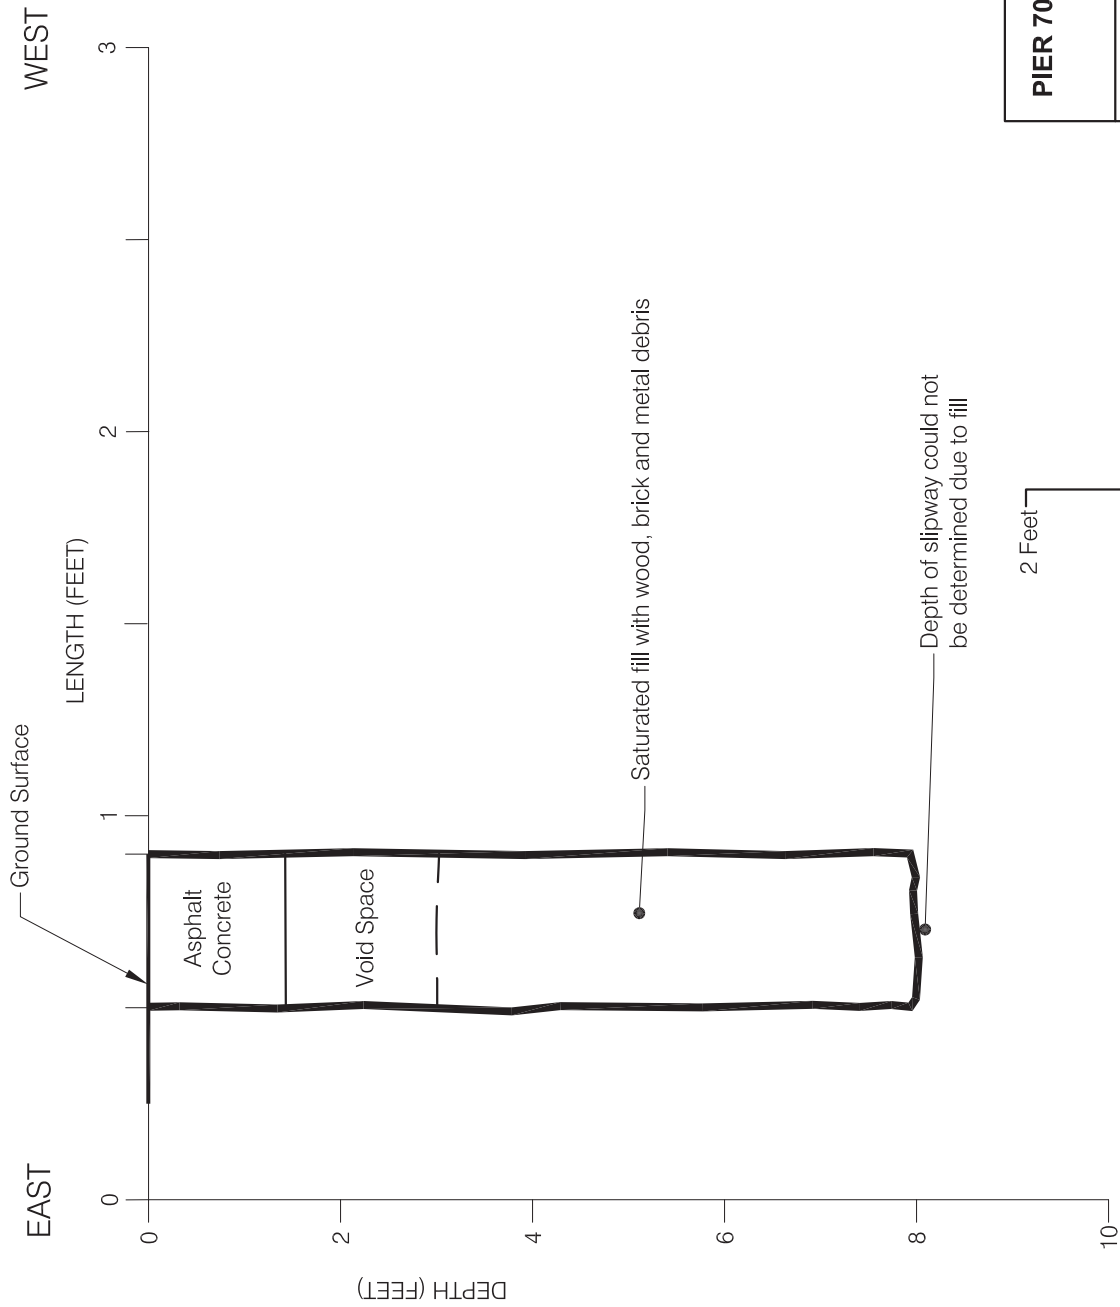 EAST
WEST
LENGTH (FEET)
0
1
2
3
Ground Surface
DEPTH (FEET)
0
2
4
6
8
10
Asphalt
Concrete
Void Space
Saturated fill with wood, brick and metal debris
Depth of slipway could not
be determined due to fill
2 Feet
PIER 70